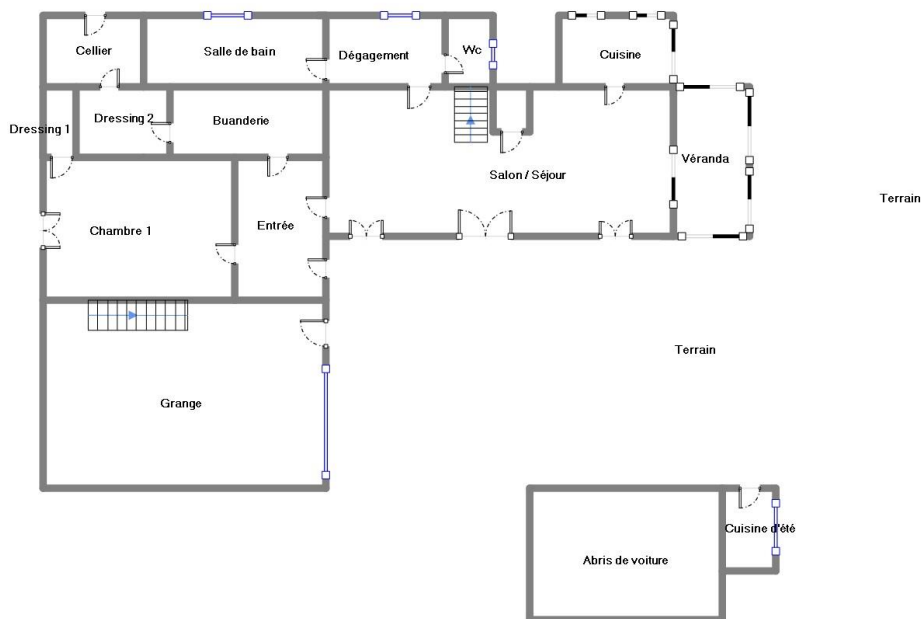 Cellier
Salle de bain
Dégagement
Wc
Cuisine
Dressing 1
Dressing 2
Buanderie
Salon / Séjour
Véranda
Terrain
Chambre 1
Entrée
Terrain
Grange
Cuisine d'été
Abris de voiture